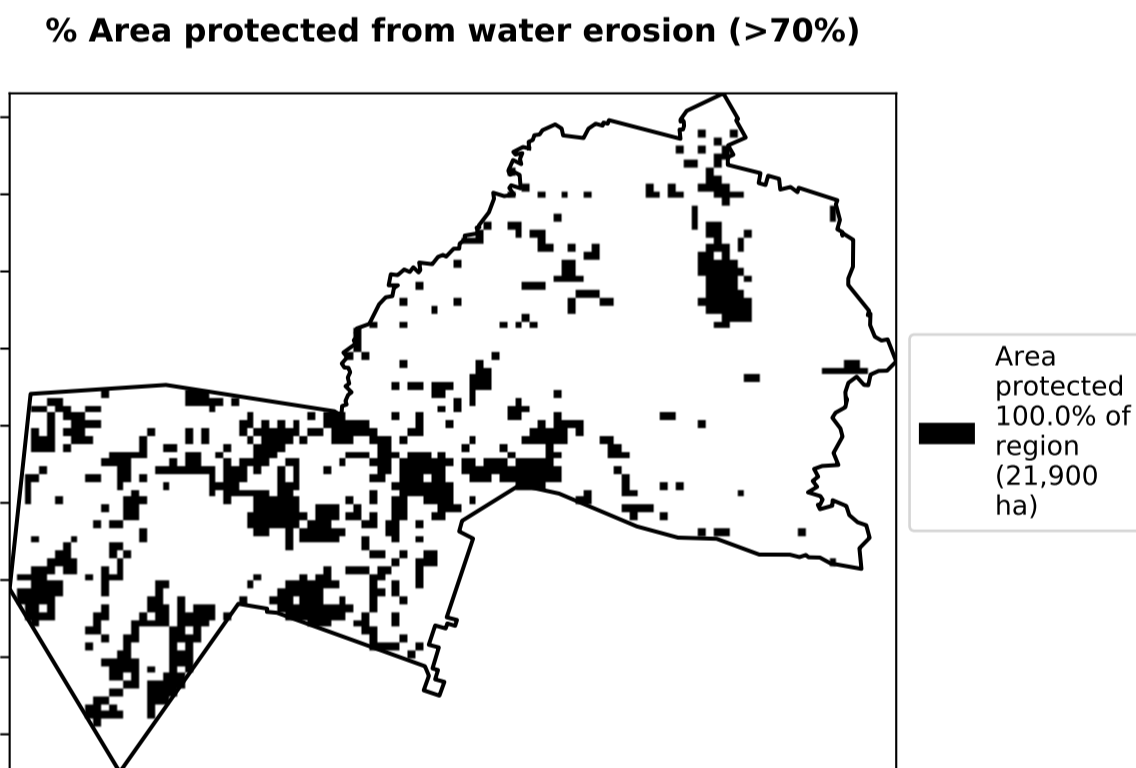 % Area protected from water erosion (>70%)
Area
protected
100.0% of
region
(21,900
ha)